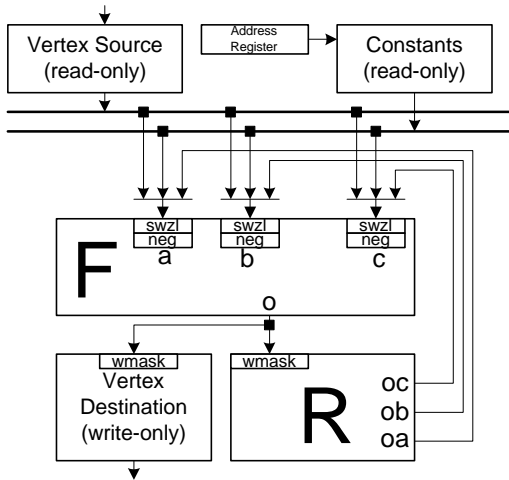 Vertex Source
(read-only)
Address
Register
Constants
(read-only)
swzl
neg
a
swzl
neg
b
swzl
neg
c
F
o
wmask
Vertex
Destination
(write-only)
wmask
R
oc
ob
oa